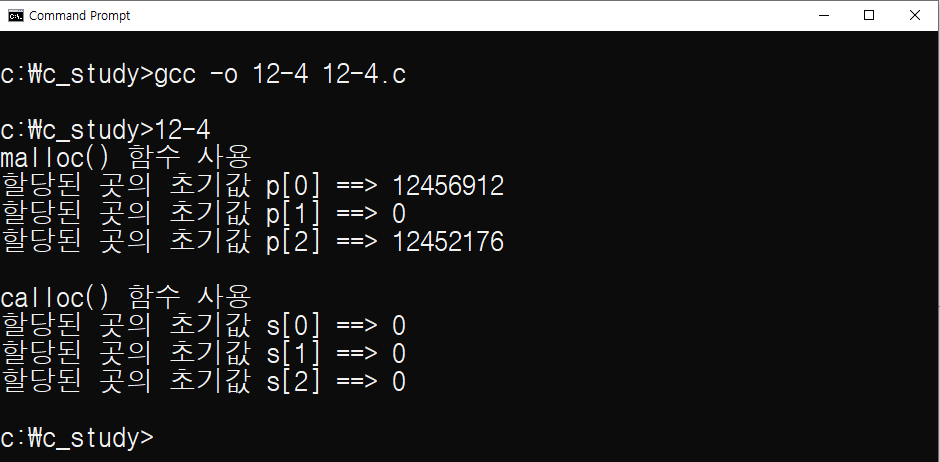 Command Prompt
c:₩c_study>gcc -o 12-4 12-4.c
c:₩c_study>12-4
malloc() 함수 사용
할당된 곳의 초기값 p[0] ==> 12456912
할당된 곳의 초기값 p[1] ==> 0
할당된 곳의 초기값 p[2] ==> 12452176
calloc() 함수 사용
할당된 곳의 초기값 s[0] ==> 0
할당된 곳의 초기값 s[1] ==> 0
할당된 곳의 초기값 s[2] ==> 0
c:₩c_study>